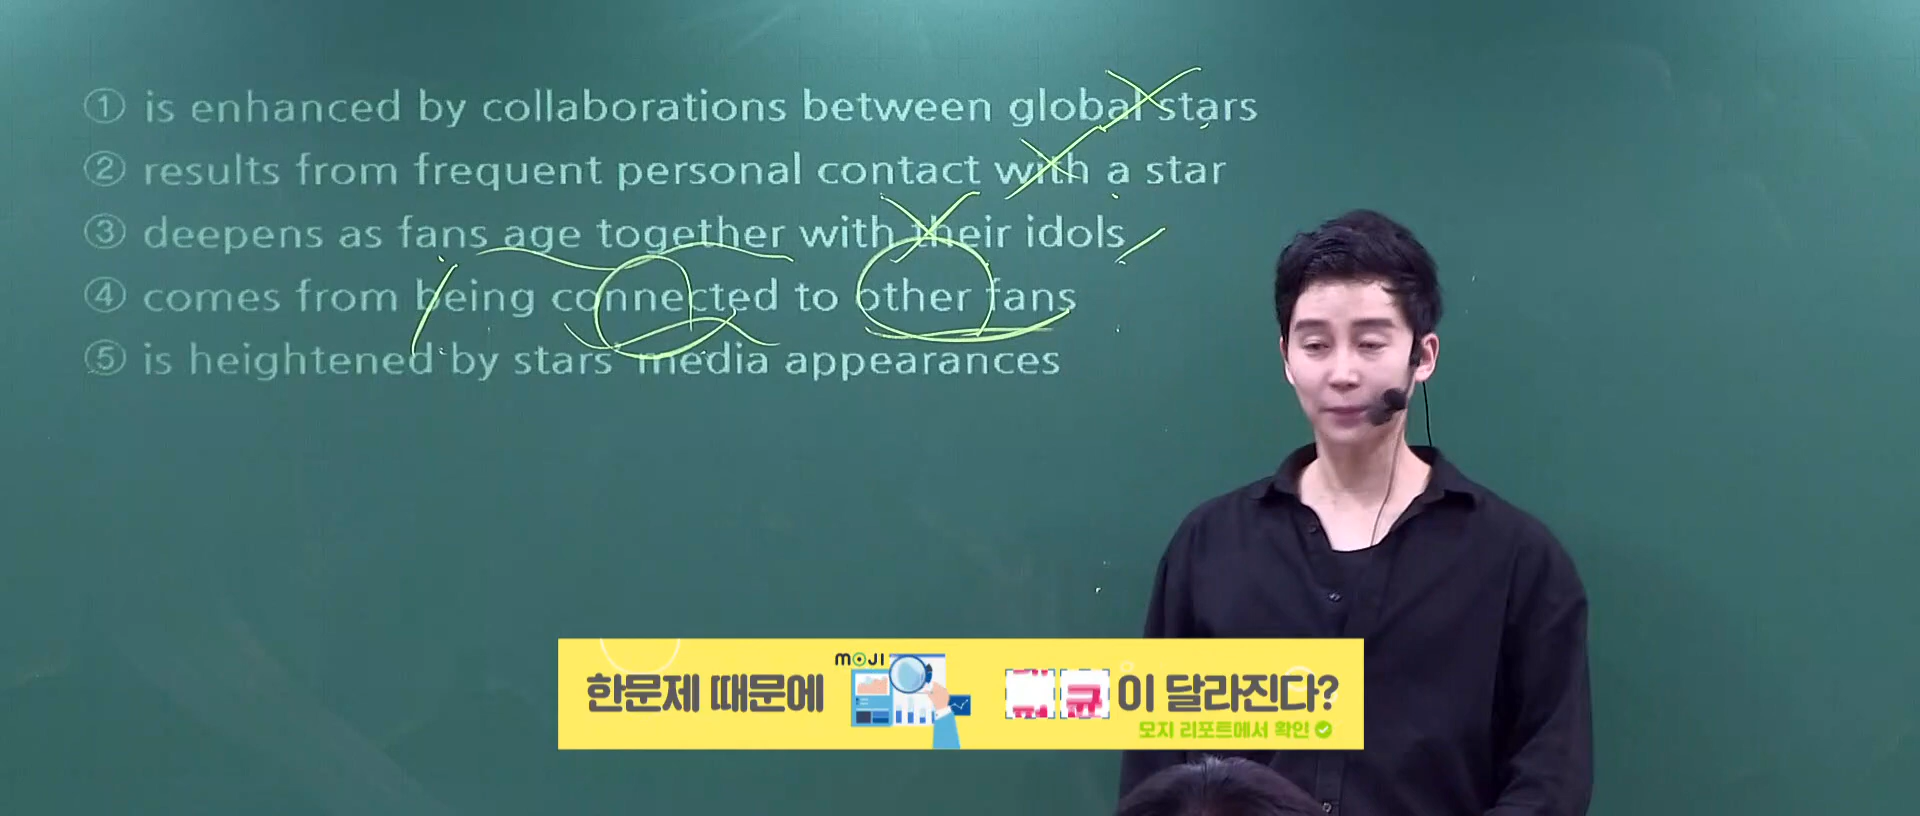 ① is enhanced by collaborations between global stars
② results from frequent personal contact with a star
③ deepens as fans age together with their idols
④ comes from being connected to other fans
⑤ is heightened by stars' media appearances
MOJI
한문제 때문에 이 달라진다?
모지 리포트에서 확인